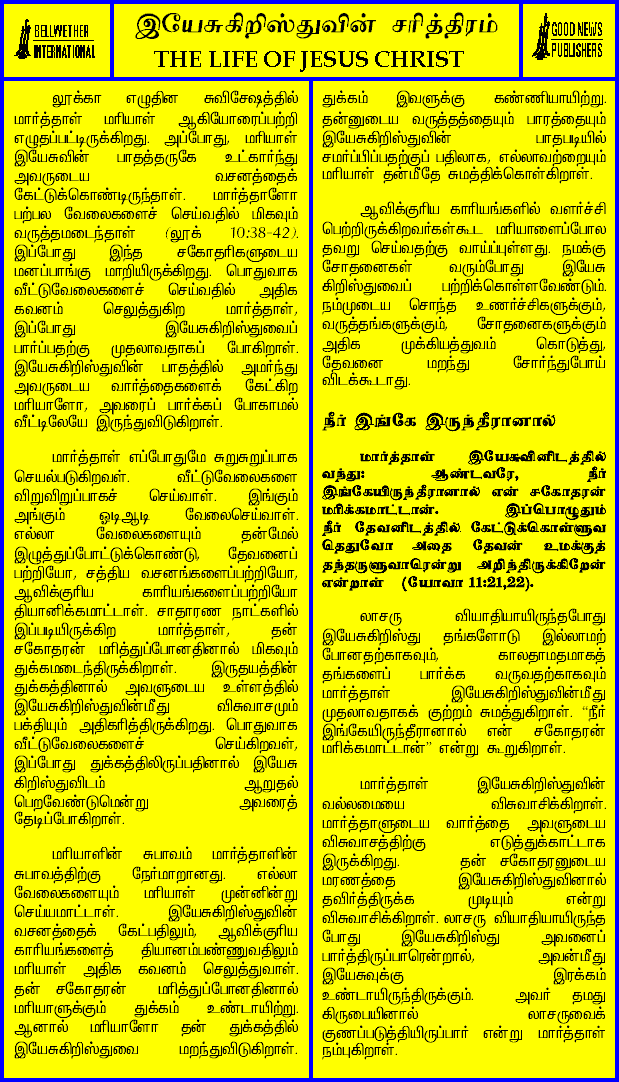 BELLWETHER
INTERNATIONAL
இயேசுகிறிஸ்துவின் சரித்திரம்
THE LIFE OF JESUS CHRIST
GOOD NEWS
PUBLISHERS
லூக்கா எழுதின சுவிசேஷத்தில்
மார்த்தாள் மரியாள் ஆகியோரைப்பற்றி
எழுதப்பட்டிருக்கிறது. அப்போது, மரியாள்
இயேசுவின் பாதத்தருகே உட்கார்ந்து
அவருடைய வசனத்தைக்
கேட்டுக்கொண்டிருந்தாள். மார்த்தாளோ
பற்பல வேலைகளைச் செய்வதில் மிகவும்
வருத்தமடைந்தாள் (லூக் 10:38-42).
இப்போது இந்த சகோதரிகளுடைய
மனப்பாங்கு மாறியிருக்கிறது. பொதுவாக
வீட்டுவேலைகளைச் செய்வதில் அதிக
கவனம் செலுத்துகிற மார்த்தாள்,
இப்போது இயேசுகிறிஸ்துவைப்
பார்ப்பதற்கு முதலாவதாகப் போகிறாள்.
இயேசுகிறிஸ்துவின் பாதத்தில் அமர்ந்து
அவருடைய வார்த்தைகளைக் கேட்கிற
மரியாளோ, அவரைப் பார்க்கப் போகாமல்
வீட்டிலேயே இருந்துவிடுகிறாள்.
மார்த்தாள் எப்போதுமே சுறுசுறுப்பாக
செயல்படுகிறவள். வீட்டுவேலைகளை
விறுவிறுப்பாகச் செய்வாள். இங்கும்
அங்கும் ஓடிஆடி வேலைசெய்வாள்.
எல்லா வேலைகளையும் தன்மேல்
இழுத்துப்போட்டுக்கொண்டு, தேவனைப்
பற்றியோ, சத்திய வசனங்களைப்பற்றியோ,
ஆவிக்குரிய காரியங்களைப்பற்றியோ
தியானிக்கமாட்டாள். சாதாரண நாட்களில்
இப்படியிருக்கிற மார்த்தாள், தன்
சகோதரன் மரித்துப்போனதினால் மிகவும்
துக்கமடைந்திருக்கிறாள். இருதயத்தின்
துக்கத்தினால் அவளுடைய உள்ளத்தில்
இயேசுகிறிஸ்துவின்மீது விசுவாசமும்
பக்தியும் அதிகரித்திருக்கிறது. பொதுவாக
வீட்டுவேலைகளைச் செய்கிறவள்,
இப்போது துக்கத்திலிருப்பதினால் இயேசு
கிறிஸ்துவிடம் ஆறுதல்
பெறவேண்டுமென்று அவரைத்
தேடிப்போகிறாள்.
மரியாளின் சுபாவம் மார்த்தாளின்
சுபாவத்திற்கு நேர்மாறானது. எல்லா
வேலைகளையும் மரியாள் முன்னின்று
செய்யமாட்டாள். இயேசுகிறிஸ்துவின்
வசனத்தைக் கேட்பதிலும், ஆவிக்குரிய
காரியங்களைத் தியானம்பண்ணுவதிலும்
மரியாள் அதிக கவனம் செலுத்துவாள்.
தன் சகோதரன் மரித்துப்போனதினால்
மரியாளுக்கும் துக்கம் உண்டாயிற்று.
ஆனால் மரியாளோ தன் துக்கத்தில்
இயேசுகிறிஸ்துவை மறந்துவிடுகிறாள்.
துக்கம் இவளுக்கு கண்ணியாயிற்று.
தன்னுடைய வருத்தத்தையும் பாரத்தையும்
இயேசுகிறிஸ்துவின் பாதபடியில்
சமர்ப்பிப்பதற்குப் பதிலாக, எல்லாவற்றையும்
மரியாள் தன்மீதே சுமத்திக்கொள்கிறாள்.
ஆவிக்குரிய காரியங்களில் வளர்ச்சி
பெற்றிருக்கிறவர்கள்கூட மரியாளைப்போல
தவறு செய்வதற்கு வாய்ப்புள்ளது. நமக்கு
சோதனைகள் வரும்போது இயேசு
கிறிஸ்துவைப் பற்றிக்கொள்ளவேண்டும்.
நம்முடைய சொந்த உணர்ச்சிகளுக்கும்,
வருத்தங்களுக்கும், சோதனைகளுக்கும்
அதிக முக்கியத்துவம் கொடுத்து,
தேவனை மறந்து சோர்ந்துபோய்
விடக்கூடாது.
நீர் இங்கே இருந்தீரானால்
மார்த்தாள் இயேசுவினிடத்தில்
வந்து: ஆண்டவரே, நீர்
இங்கேயிருந்தீரானால் என் சகோதரன்
மரிக்கமாட்டான். இப்பொழுதும்
நீர் தேவனிடத்தில் கேட்டுக்கொள்ளுவ
தெதுவோ அதை தேவன் உமக்குத்
தந்தருளுவாரென்று அறிந்திருக்கிறேன்
என்றாள் (யோவா 11:21,22).
லாசரு வியாதியாயிருந்தபோது
இயேசுகிறிஸ்து தங்களோடு இல்லாமற்
போனதற்காகவும், காலதாமதமாகத்
தங்களைப் பார்க்க வருவதற்காகவும்
மார்த்தாள் இயேசுகிறிஸ்துவின்மீது
முதலாவதாகக் குற்றம் சுமத்துகிறாள். “நீர்
இங்கேயிருந்தீரானால் என் சகோதரன்
மரிக்கமாட்டான்” என்று கூறுகிறாள்.
மார்த்தாள் இயேசுகிறிஸ்துவின்
வல்லமையை விசுவாசிக்கிறாள்.
மார்த்தாளுடைய வார்த்தை அவளுடைய
விசுவாசத்திற்கு எடுத்துக்காட்டாக
இருக்கிறது. தன் சகோதரனுடைய
மரணத்தை இயேசுகிறிஸ்துவினால்
தவிர்த்திருக்க முடியும் என்று
விசுவாசிக்கிறாள். லாசரு வியாதியாயிருந்த
போது இயேசுகிறிஸ்து அவனைப்
பார்த்திருப்பாரென்றால், அவன்மீது
இயேசுவுக்கு இரக்கம்
உண்டாயிருந்திருக்கும். அவர் தமது
கிருபையினால் லாசருவைக்
குணப்படுத்தியிருப்பார் என்று மார்த்தாள்
நம்புகிறாள்.